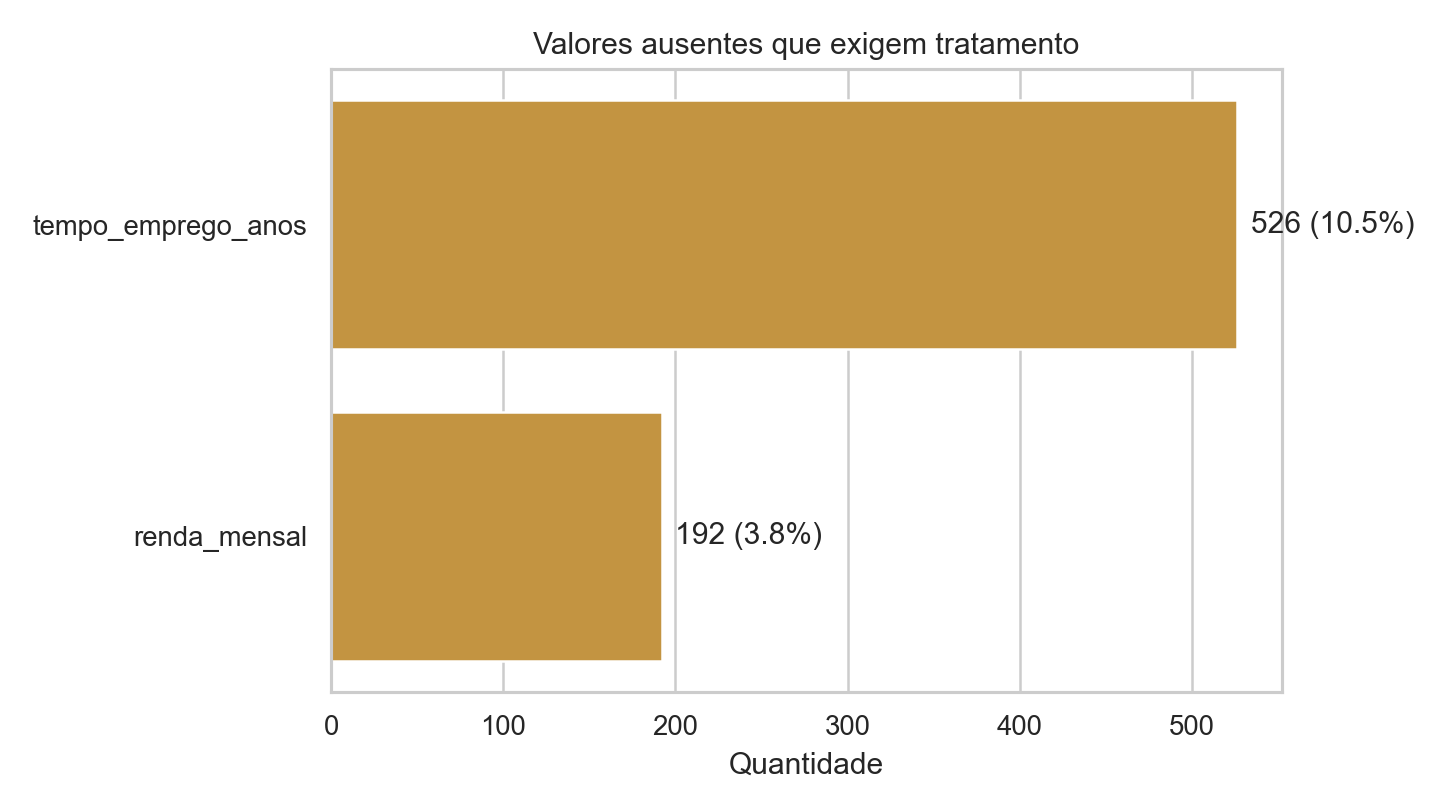 Valores ausentes que exigem tratamento
tempo_emprego_anos
526 (10.5%)
renda_mensal
192 (3.8%)
0 100 200 300 400 500
Quantidade